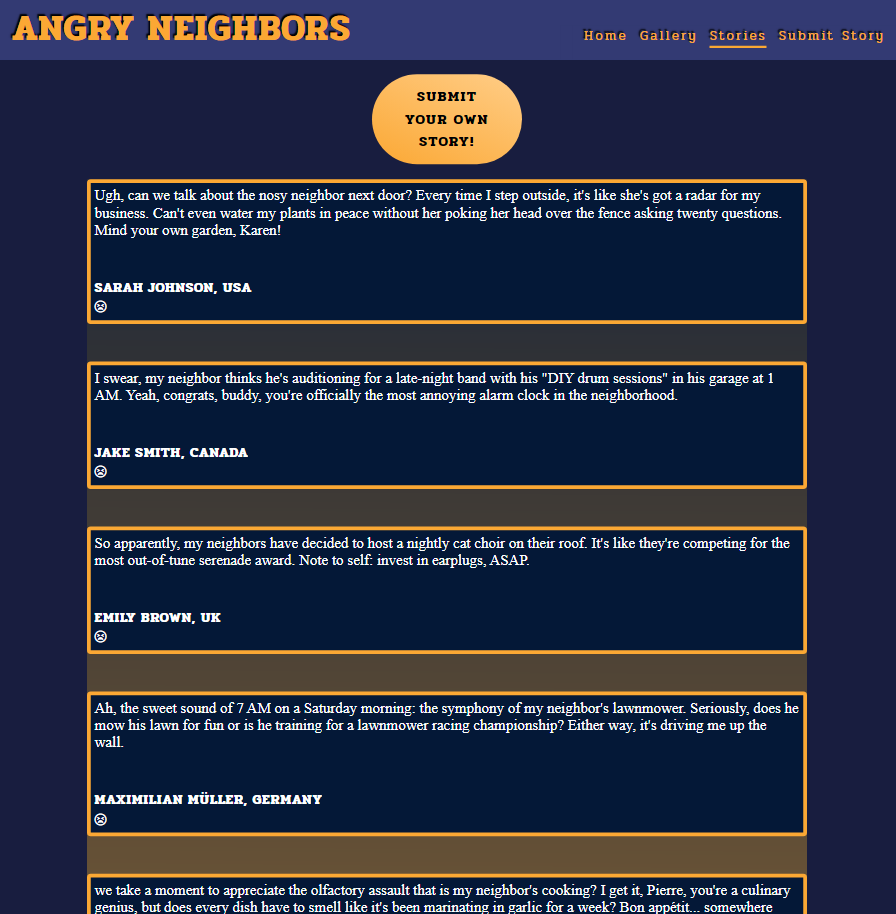 ANGRY NEIGHBORS
Home Gallery Stories Submit Story
SUBMIT
YOUR OWN
STORY!
Ugh, can we talk about the nosy neighbor next door? Every time I step outside, it's like she's got a radar for my
business. Can't even water my plants in peace without her poking her head over the fence asking twenty questions.
Mind your own garden, Karen!
SARAH JOHNSON, USA
I swear, my neighbor thinks he's auditioning for a late-night band with his "DIY drum sessions" in his garage at 1
AM. Yeah, congrats, buddy, you're officially the most annoying alarm clock in the neighborhood.
JAKE SMITH, CANADA
So apparently, my neighbors have decided to host a nightly cat choir on their roof. It's like they're competing for the
most out-of-tune serenade award. Note to self: invest in earplugs, ASAP.
EMILY BROWN, UK
Ah, the sweet sound of 7 AM on a Saturday morning: the symphony of my neighbor's lawnmower. Seriously, does he
mow his lawn for fun or is he training for a lawnmower racing championship? Either way, it's driving me up the
wall.
MAXIMILIAN MÜLLER, GERMANY
we take a moment to appreciate the olfactory assault that is my neighbor's cooking? I get it, Pierre, you're a culinary
genius, but does every dish have to smell like it's been marinating in garlic for a week? Bon appétit... somewhere